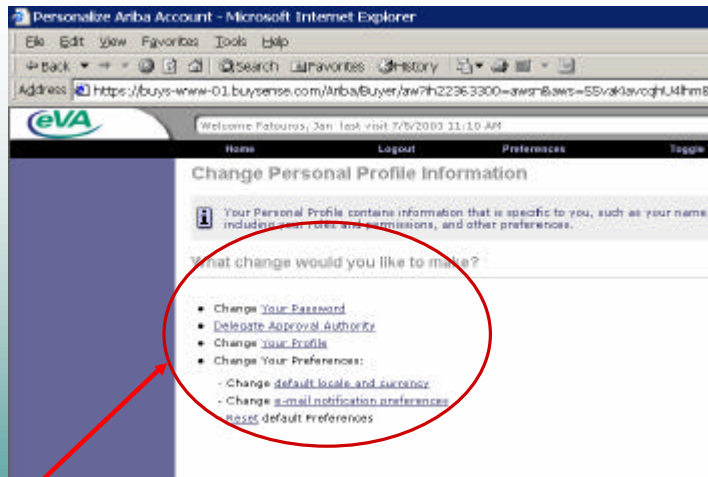 Personalize Ariba Account - Microsoft Internet Explorer
File Edit View Favorites Tools Help
Back Search Favorites History
Address https://buys-www-01.buysense.com/Ariba/Buyer/
eVA
Welcome Fatouros, Jan last visit 7/8/2003 11:10 AM
Home Logout Preferences Toggle
Change Personal Profile Information
Your Personal Profile contains information that is specific to you, such as your name
including your roles and permissions, and other preferences.
What change would you like to make?
• Change Your Password
• Delegate Approval Authority
• Change Your Profile
• Change Your Preferences:
- Change default locale and currency
- Change e-mail notification preferences
- Reset default Preferences